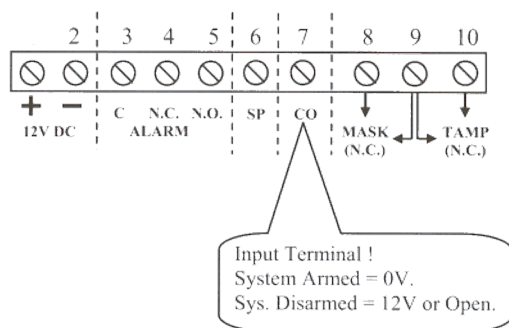 2 3 4 5 6 7 8 9 10
+ − C N.C. N.O. SP CO MASK TAMP
12V DC ALARM (N.C.) (N.C.)
Input Terminal !
System Armed = 0V.
Sys. Disarmed = 12V or Open.